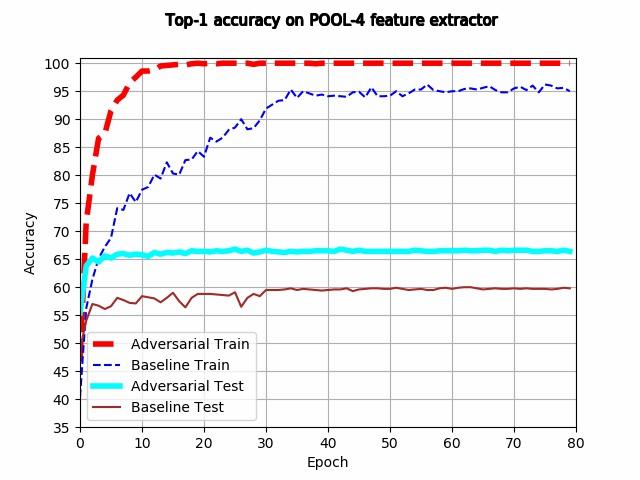 Top-1 accuracy on POOL-4 feature extractor
100
95
90
85
80
75
70
65
60
55
50
45
40
35
Accuracy
Adversarial Train
Baseline Train
Adversarial Test
Baseline Test
0 10 20 30 40 50 60 70 80
Epoch